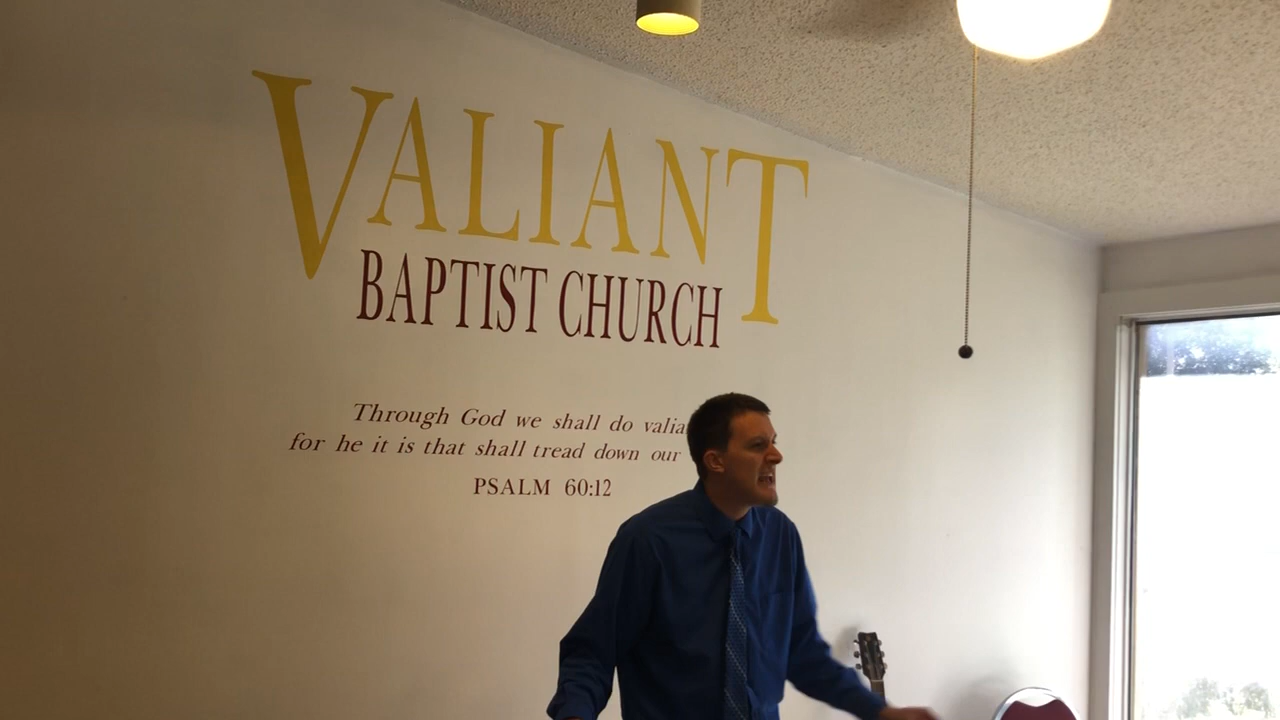 VALIANT
BAPTIST CHURCH
Through God we shall do
for he it is that shall tread down our
PSALM 60:12